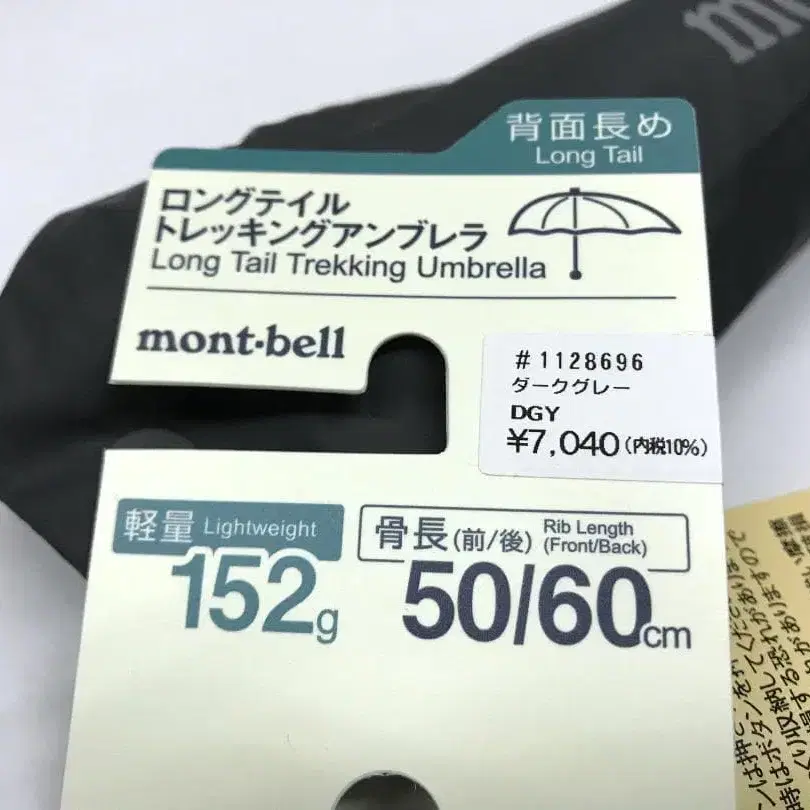 背面長め
Long Tail
ロングテイル
トレッキングアンブレラ
Long Tail Trekking Umbrella
mont-bell
#1128696
ダークグレー
DGY
¥7,040(内税10%)
軽量 Lightweight
152g
骨長(前/後) Rib Length (Front/Back)
50/60cm